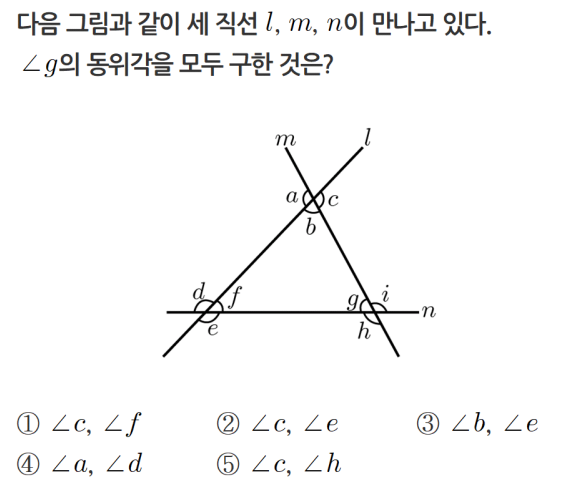 다음 그림과 같이 세 직선 l, m, n이 만나고 있다.
∠g의 동위각을 모두 구한 것은?
m l
a c
b
d f g i
n
e h
① ∠c, ∠f ② ∠c, ∠e ③ ∠b, ∠e
④ ∠a, ∠d ⑤ ∠c, ∠h